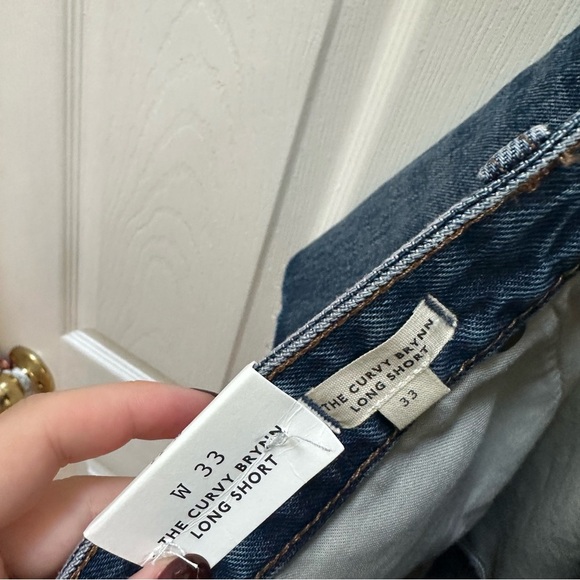 THE CURVY BRYNN
LONG SHORT
33
W 33
THE CURVY BRYNN
LONG SHORT